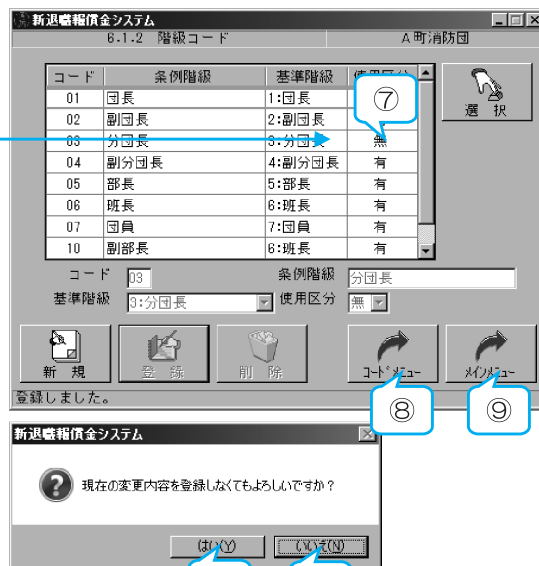 新退職報償金システム
6.1.2 階級コード A町消防団
コード 条例階級 基準階級 使用区分
01 団長 1:団長
02 副団長 2:副団長
03 分団長 3:分団長 無
04 副分団長 4:副分団長 有
05 部長 5:部長 有
06 班長 6:班長 有
07 団員 7:団員 有
10 副部長 6:班長 有
⑦
選 択
コード 03 条例階級 分団長
基準階級 3:分団長 使用区分 無
新 規 登 録 削 除 コードメニュー メインメニュー
登録しました。
⑧ ⑨
新退職報償金システム
現在の変更内容を登録しなくてもよろしいですか？
はい(Y) いいえ(N)